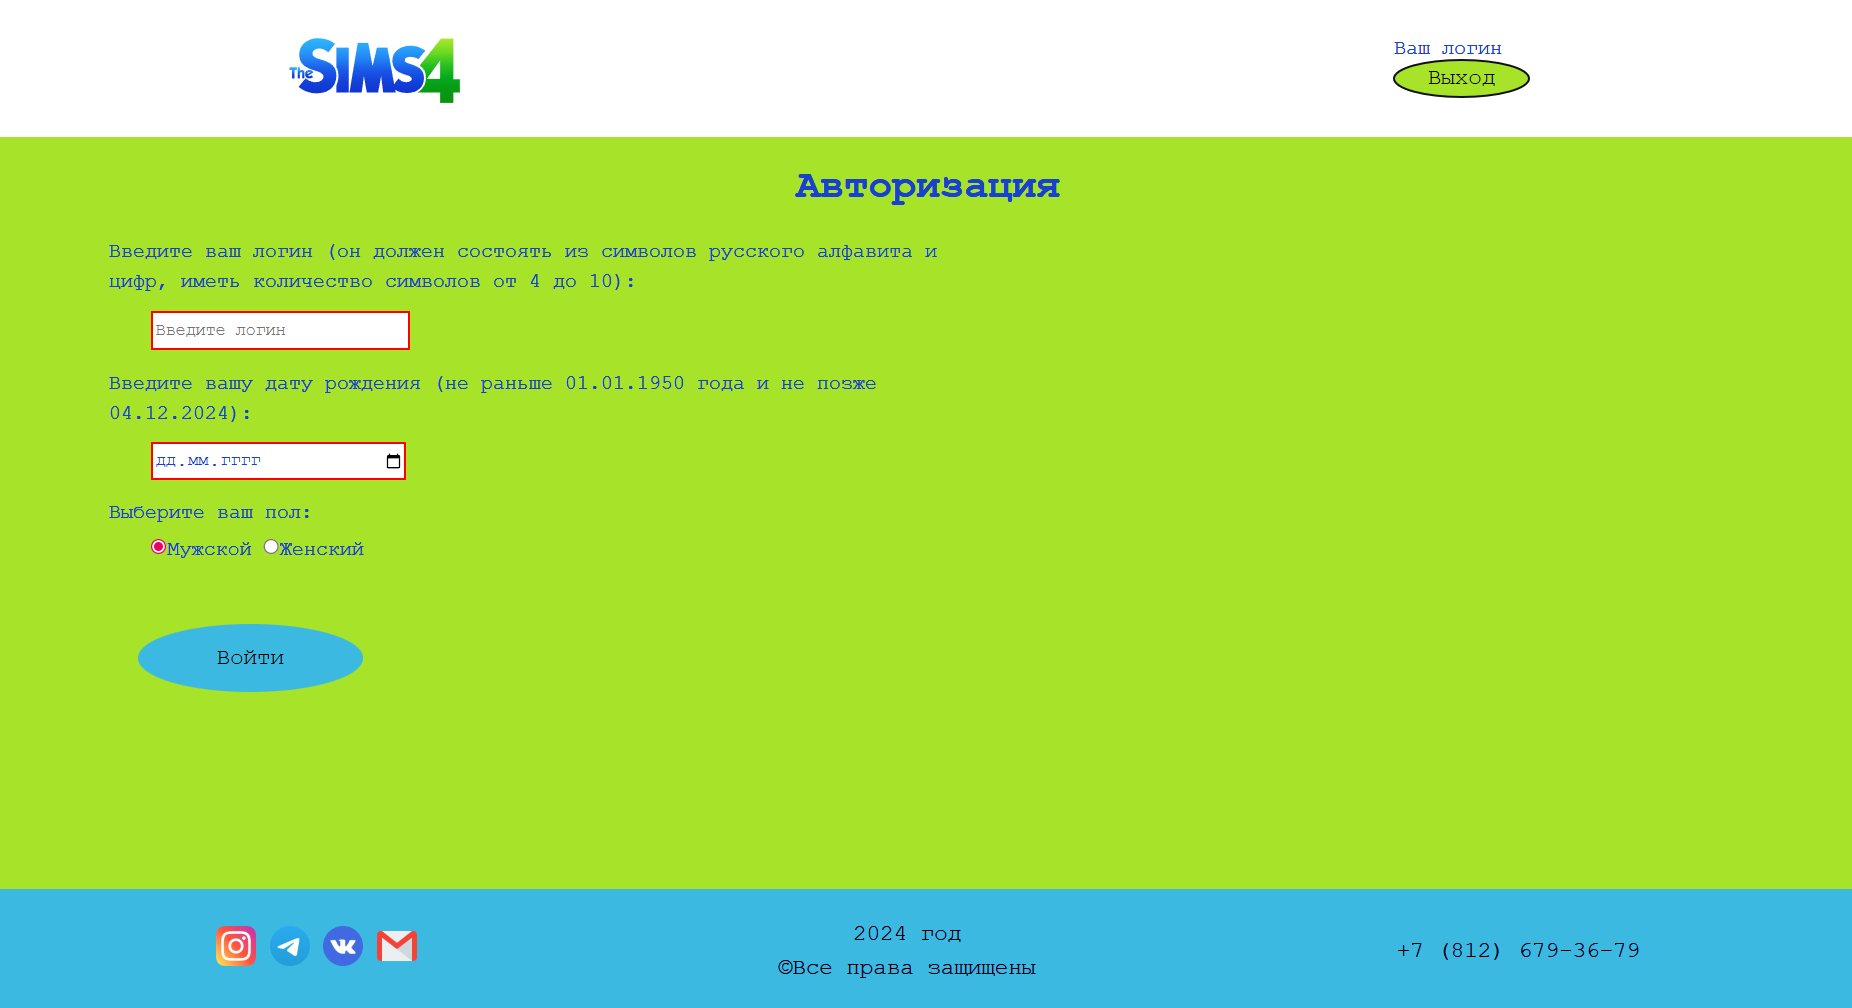 The SIMS 4
Ваш логин
Выход
Авторизация
Введите ваш логин (он должен состоять из символов русского алфавита и
цифр, иметь количество символов от 4 до 10):
Введите логин
Введите вашу дату рождения (не раньше 01.01.1950 года и не позже
04.12.2024):
дд.мм.гггг
Выберите ваш пол:
Мужской Женский
Войти
2024 год
©Все права защищены
+7 (812) 679-36-79